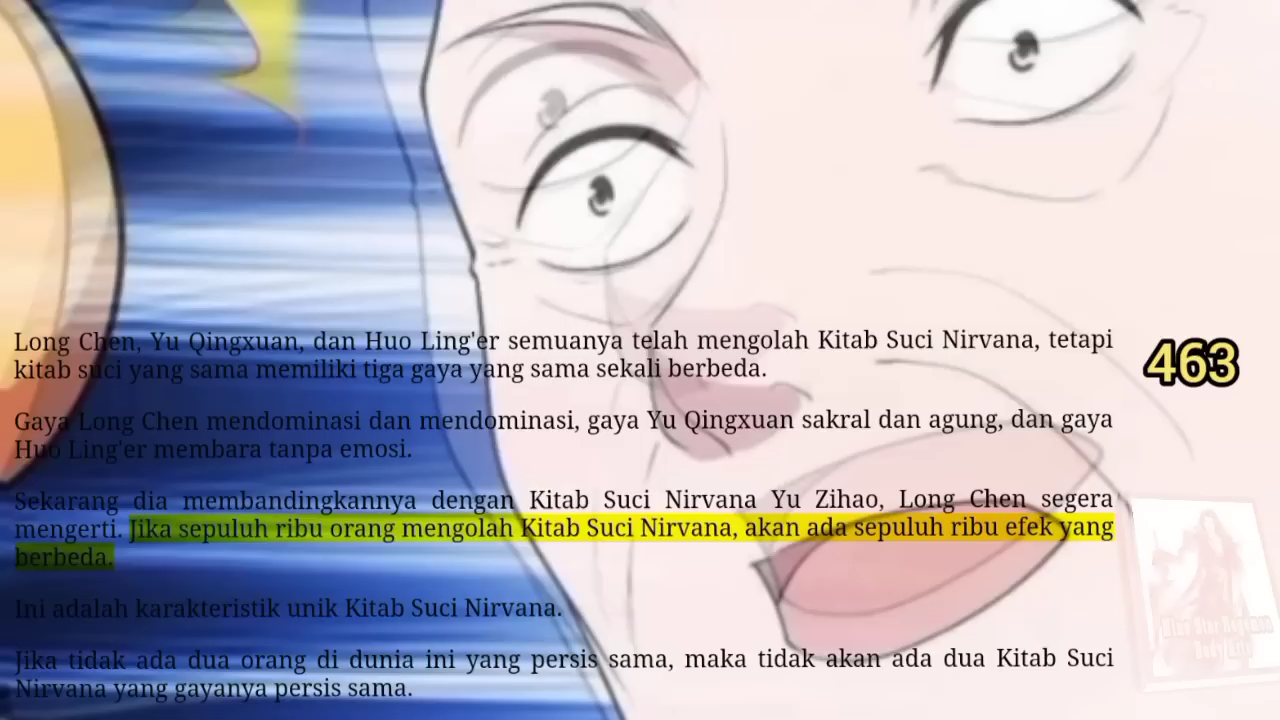 Long Chen, Yu Qingxuan, dan Huo Ling'er semuanya telah mengolah Kitab Suci Nirvana, tetapi
kitab suci yang sama memiliki tiga gaya yang sama sekali berbeda.
463
Gaya Long Chen mendominasi dan mendominasi, gaya Yu Qingxuan sakral dan agung, dan gaya
Huo Ling'er membara tanpa emosi.
Sekarang dia membandingkannya dengan Kitab Suci Nirvana Yu Zihao, Long Chen segera
mengerti. Jika sepuluh ribu orang mengolah Kitab Suci Nirvana, akan ada sepuluh ribu efek yang
berbeda.
Ini adalah karakteristik unik Kitab Suci Nirvana.
Jika tidak ada dua orang di dunia ini yang persis sama, maka tidak akan ada dua Kitab Suci
Nirvana yang gayanya persis sama.
Star